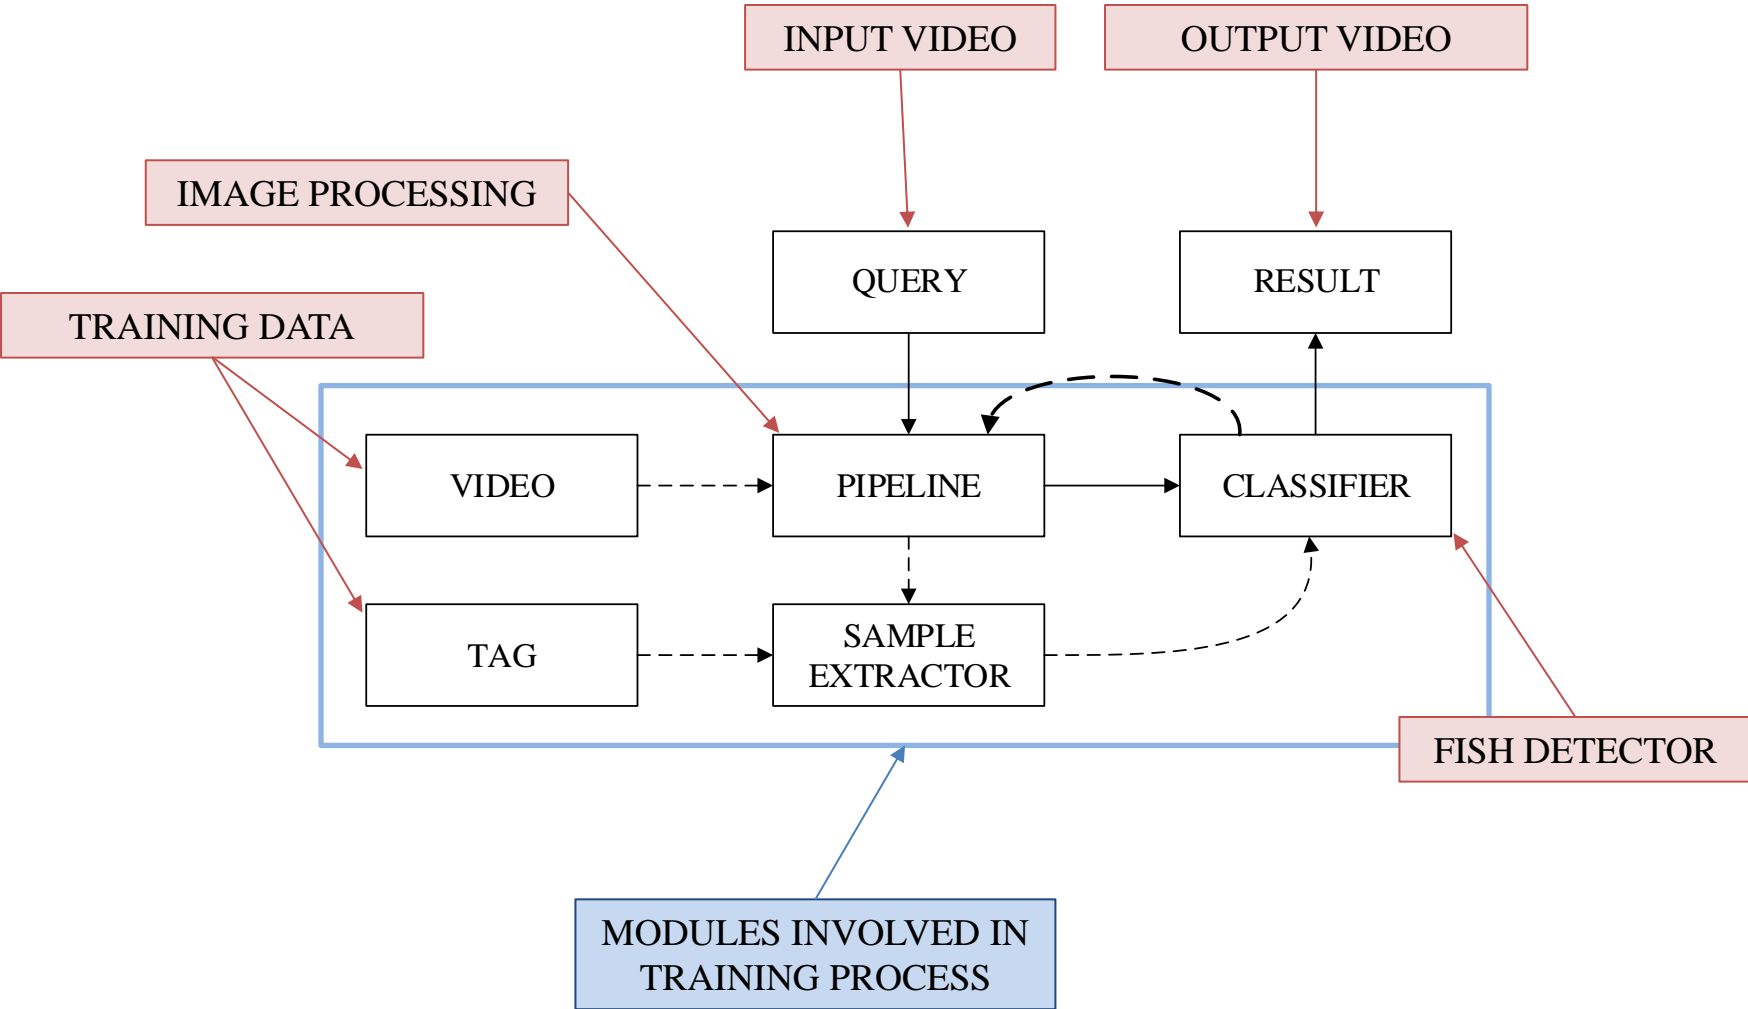 INPUT VIDEO
OUTPUT VIDEO
IMAGE PROCESSING
QUERY
RESULT
TRAINING DATA
VIDEO
PIPELINE
CLASSIFIER
TAG
SAMPLE
EXTRACTOR
FISH DETECTOR
MODULES INVOLVED IN
TRAINING PROCESS